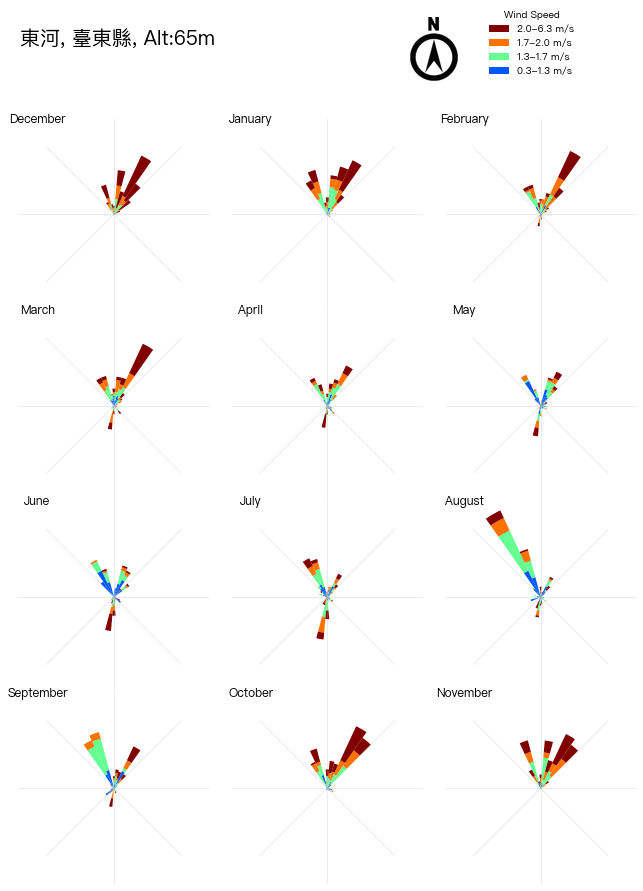 東河, 臺東縣, Alt:65m
N
Wind Speed
2.0–6.3 m/s
1.7–2.0 m/s
1.3–1.7 m/s
0.3–1.3 m/s
December
January
February
March
April
May
June
July
August
September
October
November